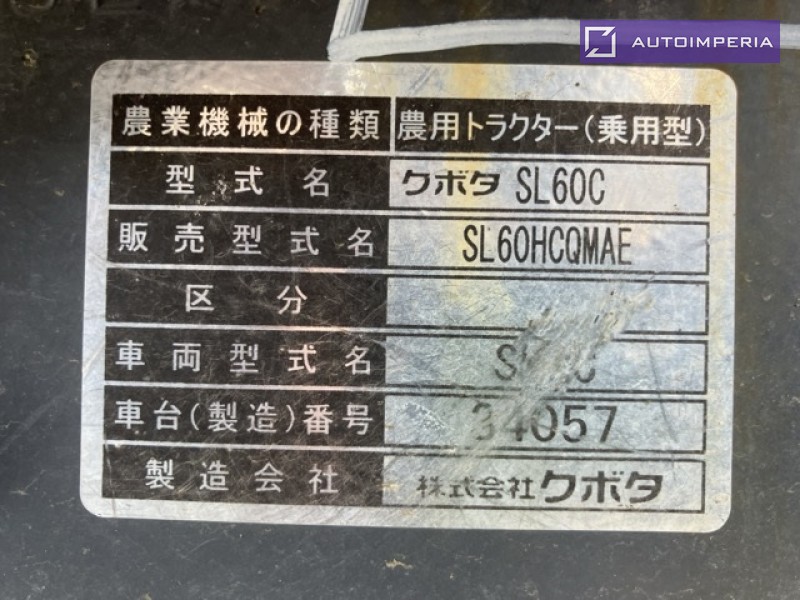 AUTOIMPERIA
農業機械の種類 農用トラクター(乗用型)
型式名 クボタ SL60C
販売型式名 SL60HCQMAE
区分
車両型式名
車台(製造)番号 34057
製造会社 株式会社クボタ